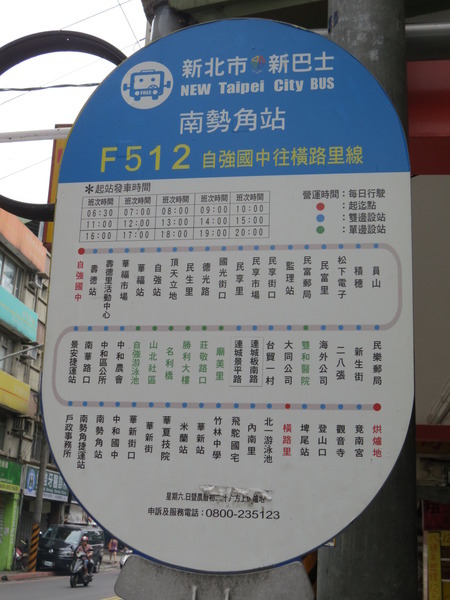 新北市 新巴士
NEW Taipei City BUS
FREE
南勢角站
F512 自強國中往橫路里線
*起站發車時間
班次時間 班次時間 班次時間 班次時間 班次時間
06:30 07:00 08:00 09:00 10:00
11:00 12:00 13:00 14:00 15:00
16:00 17:00 18:00 19:00 20:00
營運時間：每日行駛
：起迄點
：雙邊設站
：單邊設站
自強國中
壽德站
壽德里活動中心
華福市場
華福站
自強站
頂天立地
民生里
德光路
國光街口
民享里
民享市場
民享街口
監理站
民富郵局
民富里
松下電子
積穗
員山
景安捷運站
南華路口
中和區公所
中和農會
自強游泳池
山北社區
名利橋
勝利大樓
莊敬路口
廟美里
連城景平路
連城板南路
台貿一村
大同公司
雙和醫院
海外公司
二八張
新生街
民樂郵局
戶政事務所
南勢角捷運站
南勢角站
中和國中
華新街口
華新街
華夏技院
米蘭站
華新站
竹林中學
飛駝國宅
內南里
北一游泳池
橫路里
埤尾站
登山口
觀音寺
竟南宮
烘爐地
申訴及服務電話：0800-235123